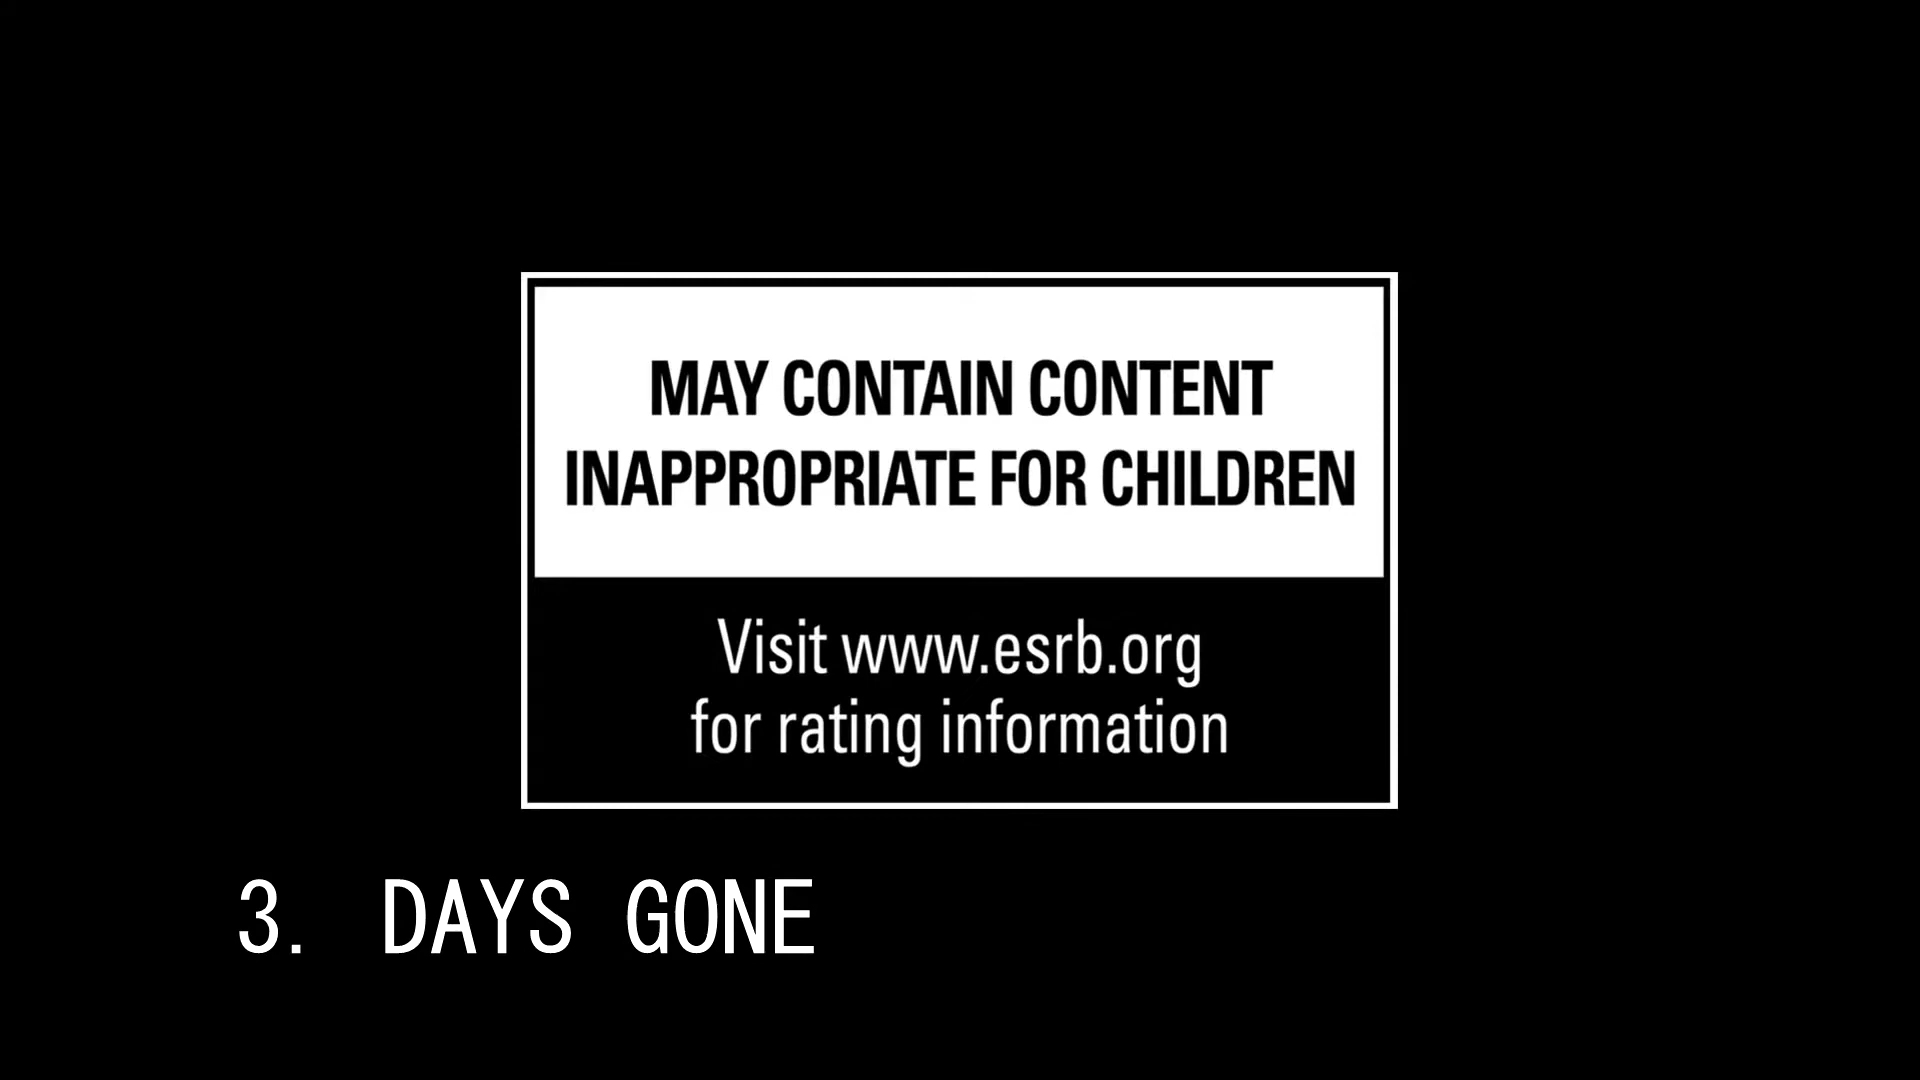 MAY CONTAIN CONTENT
INAPPROPRIATE FOR CHILDREN
Visit www.esrb.org
for rating information
3. DAYS GONE